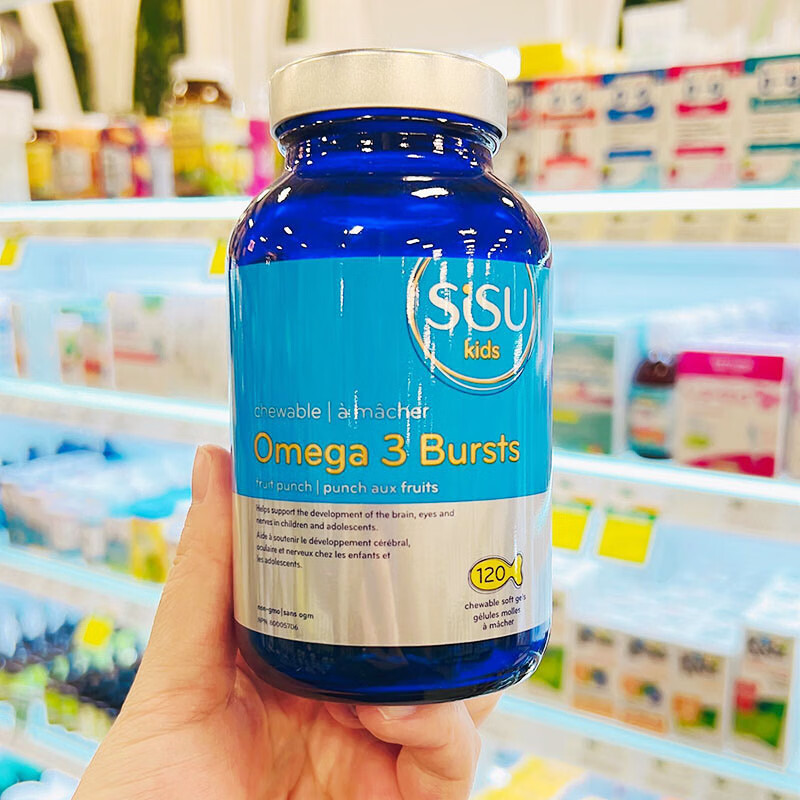 SiSU
kids
chewable | à mâcher
Omega 3 Bursts
fruit punch | punch aux fruits
Helps support the development of the brain, eyes and
nerves in children and adolescents.
Aide à soutenir le développement cérébral,
oculaire et nerveux chez les enfants et
les adolescents.
120
chewable soft gels
gélules molles
à mâcher
non-gmo | sans ogm
NPN 80005706